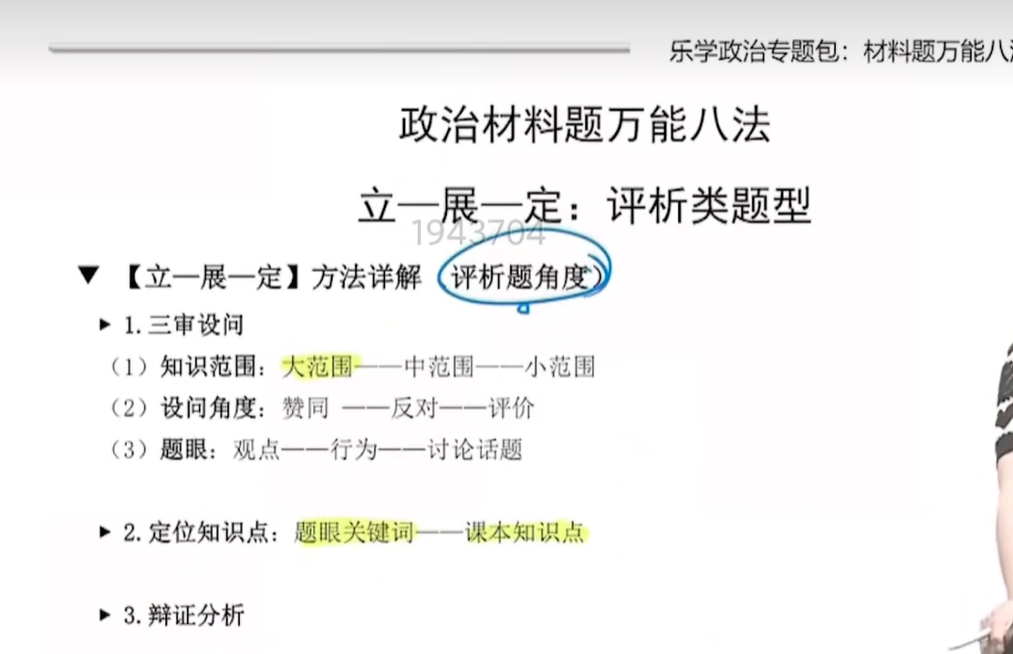 乐学政治专题包：材料题万能八
政治材料题万能八法
立—展—定：评析类题型
1943704
▼ 【立—展—定】方法详解（评析题角度）
▶ 1.三审设问
（1）知识范围：大范围——中范围——小范围
（2）设问角度：赞同 ——反对——评价
（3）题眼：观点——行为——讨论话题
▶ 2.定位知识点：题眼关键词——课本知识点
▶ 3.辩证分析